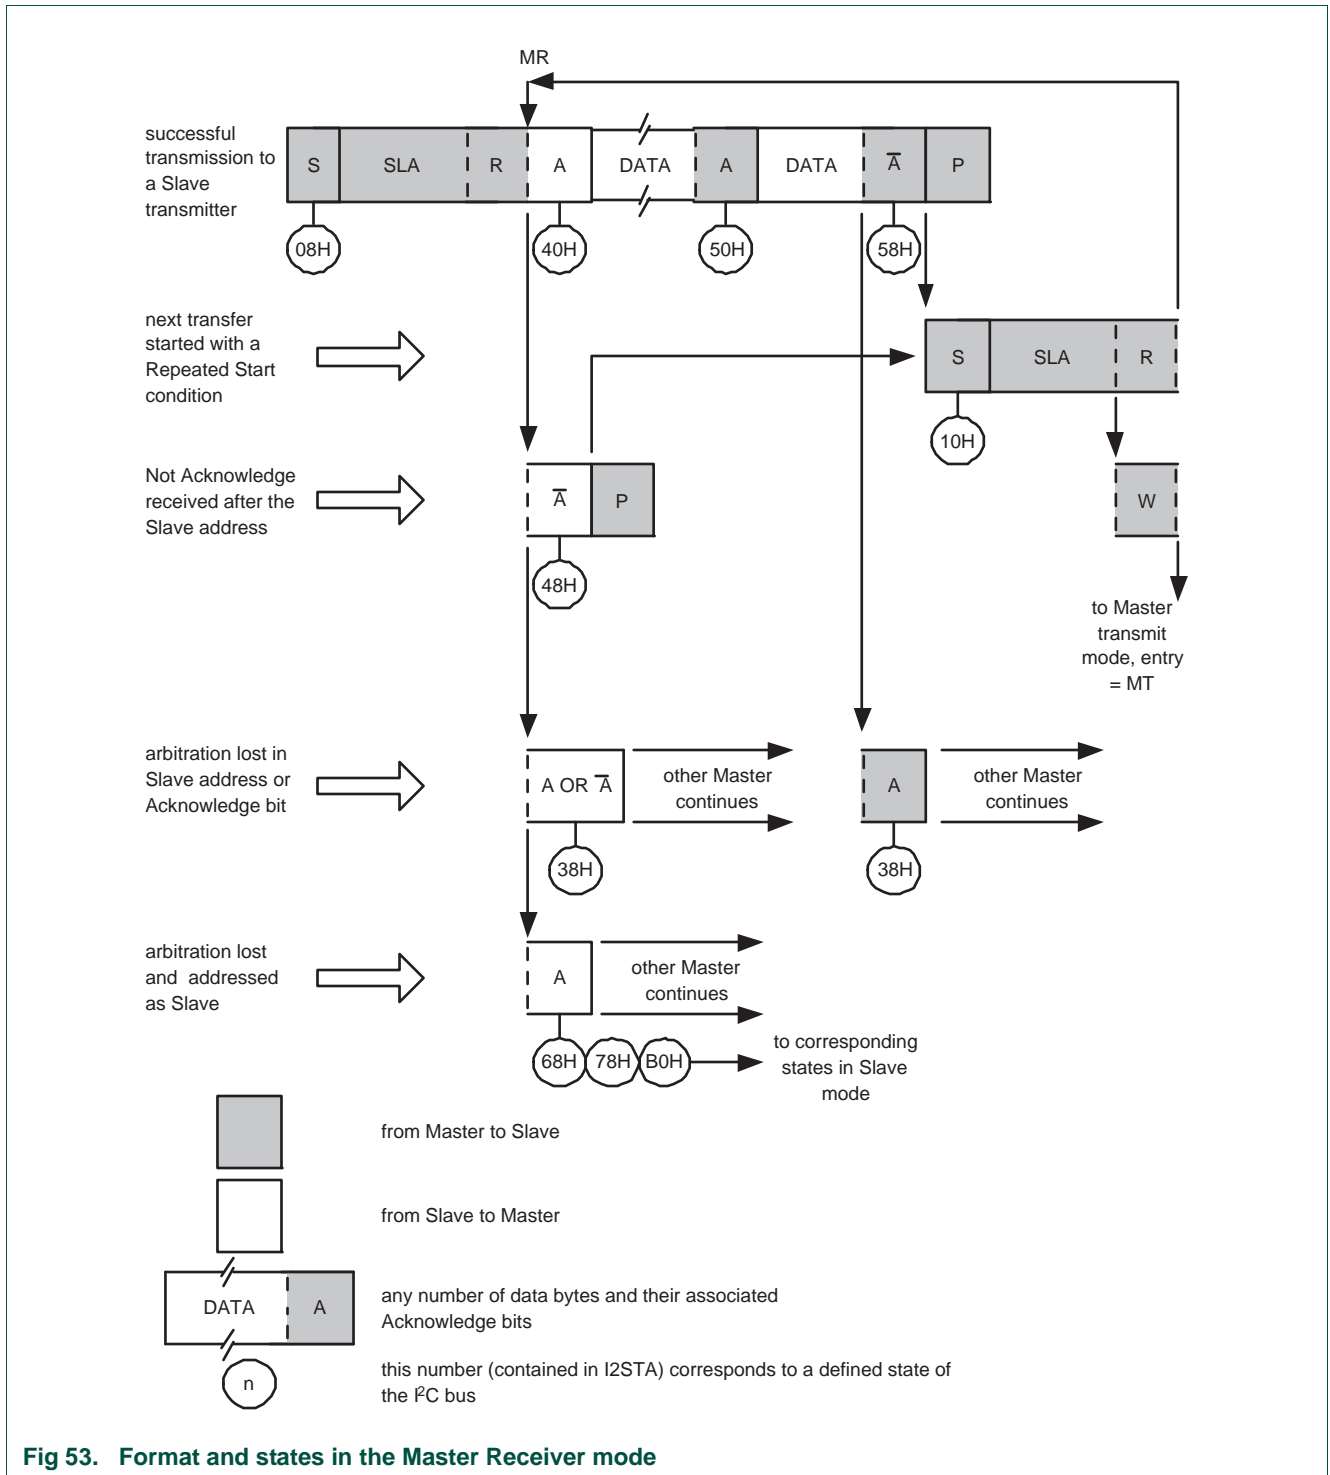 MR
successful
transmission to
a Slave
transmitter
S SLA R A DATA A DATA A̅ P
08H 40H 50H 58H
next transfer
started with a
Repeated Start
condition
S SLA R
10H
Not Acknowledge
received after the
Slave address
A̅ P
W
48H
to Master
transmit
mode, entry
= MT
arbitration lost in
Slave address or
Acknowledge bit
A OR A̅
other Master
continues
A
other Master
continues
38H 38H
arbitration lost
and addressed
as Slave
A
other Master
continues
68H 78H B0H
to corresponding
states in Slave
mode
from Master to Slave
from Slave to Master
DATA A
any number of data bytes and their associated
Acknowledge bits
n
this number (contained in I2STA) corresponds to a defined state of
the I²C bus
Fig 53. Format and states in the Master Receiver mode